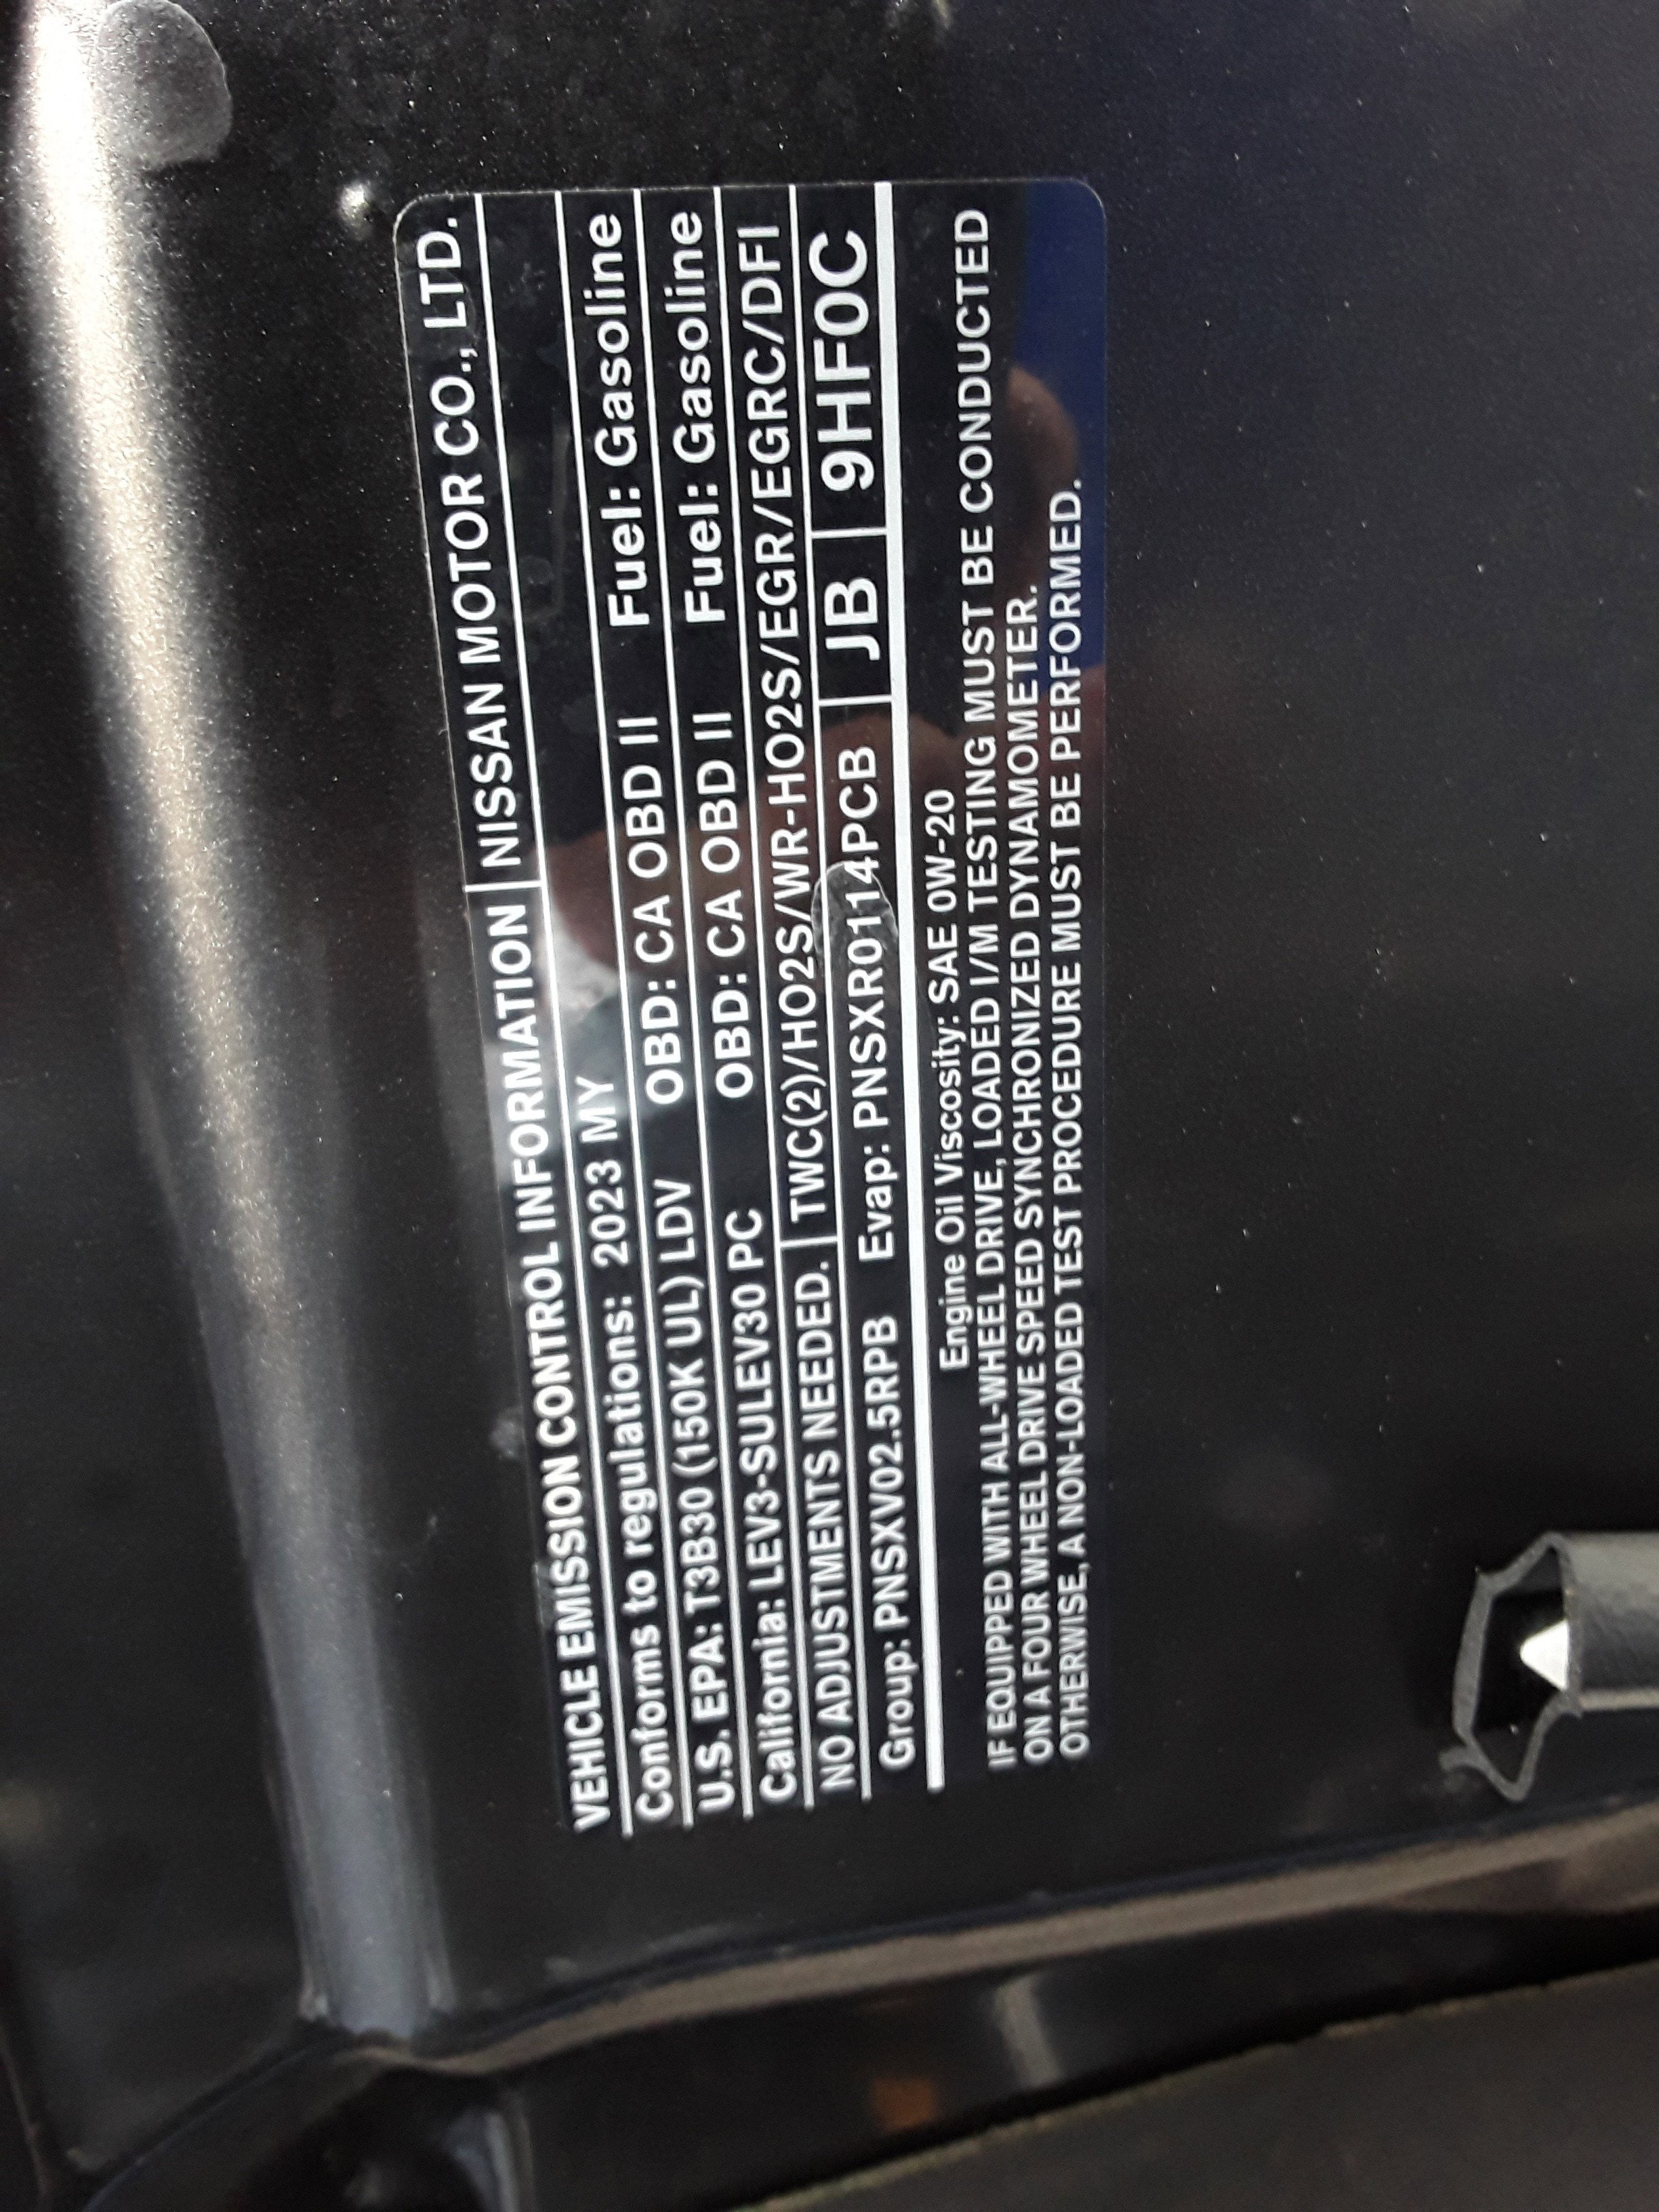 VEHICLE EMISSION CONTROL INFORMATION NISSAN MOTOR CO., LTD.
Conforms to regulations: 2023 MY
U.S. EPA: T3B30 (150K UL) LDV OBD: CA OBD II Fuel: Gasoline
California: LEV3-SULEV30 PC OBD: CA OBD II Fuel: Gasoline
NO ADJUSTMENTS NEEDED. TWC(2)/HO2S/WR-HO2S/EGR/EGRC/DFI
Group: PNSXV02.5RPB Evap: PNSXR0114PCB JB 9HF0C
Engine Oil Viscosity: SAE 0W-20
IF EQUIPPED WITH ALL-WHEEL DRIVE, LOADED I/M TESTING MUST BE CONDUCTED
ON A FOUR WHEEL DRIVE SPEED SYNCHRONIZED DYNAMOMETER.
OTHERWISE, A NON-LOADED TEST PROCEDURE MUST BE PERFORMED.